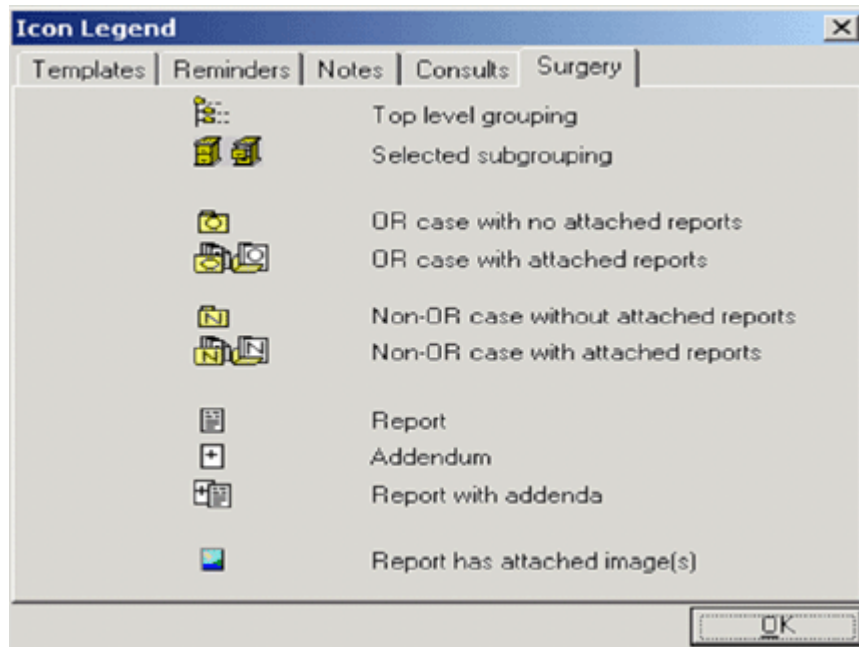 Icon Legend
Templates Reminders Notes Consults Surgery
Top level grouping
Selected subgrouping
OR case with no attached reports
OR case with attached reports
Non-OR case without attached reports
Non-OR case with attached reports
Report
Addendum
Report with addenda
Report has attached image(s)
OK